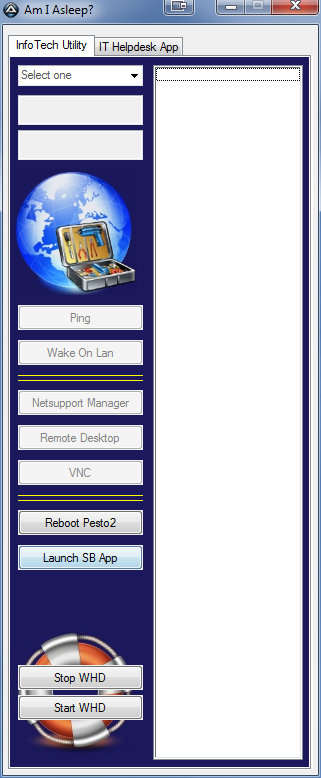 Am I Asleep?
InfoTech Utility
IT Helpdesk App
Select one
Ping
Wake On Lan
Netsupport Manager
Remote Desktop
VNC
Reboot Pesto2
Launch SB App
Stop WHD
Start WHD